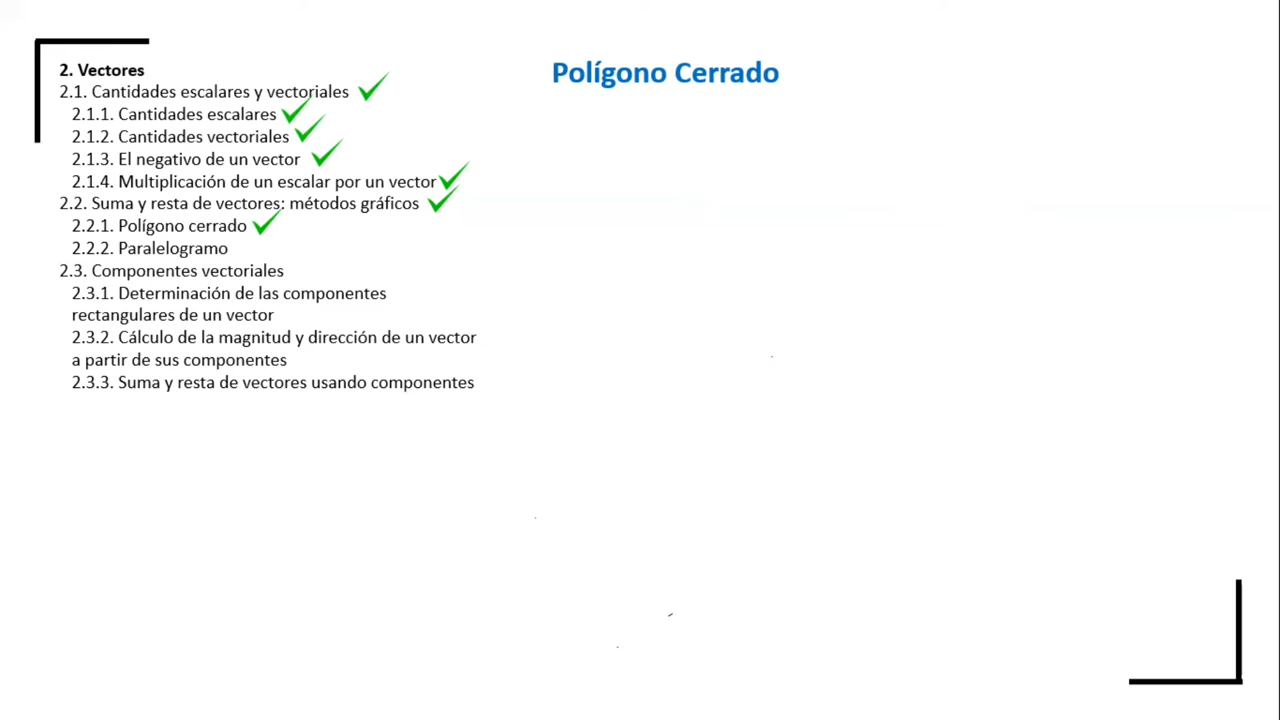 Polígono Cerrado
2. Vectores
2.1. Cantidades escalares y vectoriales
2.1.1. Cantidades escalares
2.1.2. Cantidades vectoriales
2.1.3. El negativo de un vector
2.1.4. Multiplicación de un escalar por un vector
2.2. Suma y resta de vectores: métodos gráficos
2.2.1. Polígono cerrado
2.2.2. Paralelogramo
2.3. Componentes vectoriales
2.3.1. Determinación de las componentes
rectangulares de un vector
2.3.2. Cálculo de la magnitud y dirección de un vector
a partir de sus componentes
2.3.3. Suma y resta de vectores usando componentes